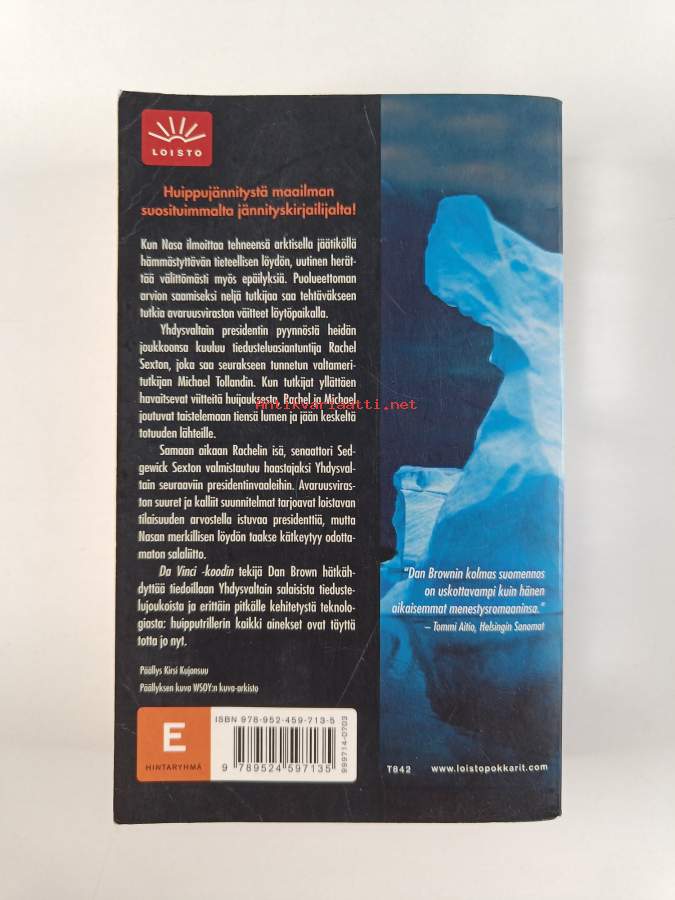 LOISTO
Huippujännitystä maailman
suosituimmalta jännityskirjailijalta!
Kun Nasa ilmoittaa tehneensä arktisella jäätiköllä
hämmästyttävän tieteellisen löydön, uutinen herät-
tää välittömästi myös epäilyksiä. Puolueettoman
arvion saamiseksi neljä tutkijaa saa tehtäväkseen
tutkia avaruusviraston väitteet löytöpaikalla.
Yhdysvaltain presidentin pyynnöstä heidän
joukkoonsa kuuluu tiedusteluasiantuntija Rachel
Sexton, joka saa seurakseen tunnetun valtameri-
tutkijan Michael Tollandin. Kun tutkijat yllättäen
havaitsevat viitteitä huijauksesta, Rachel ja Michael
Antikvariaatti.net
joutuvat taistelemaan tiensä lumen ja jään keskeltä
totuuden lähteille.
Samaan aikaan Rachelin isä, senaattori Sed-
gewick Sexton valmistautuu haastajaksi Yhdysval-
tain seuraaviin presidentinvaaleihin. Avaruusviras-
ton suuret ja kalliit suunnitelmat tarjoavat loistavan
tilaisuuden arvostella istuvaa presidenttiä, mutta
Nasan merkillisen löydön taakse kätkeytyy odotta-
maton salaliitto.
Da Vinci -koodin tekijä Dan Brown hätkäh-
dyttää tiedoillaan Yhdysvaltain salaisista tieduste-
lujoukoista ja erittäin pitkälle kehitetystä teknolo-
giasta: huipputrillerin kaikki ainekset ovat täyttä
totta jo nyt.
Päällys Kirsi Kujansuu
Päällyksen kuva WSOY:n kuva-arkisto
"Dan Brownin kolmas suomennos
on uskottavampi kuin hänen
aikaisemmat menestysromaaninsa."
– Tommi Aitio, Helsingin Sanomat
E
HINTARYHMÄ
ISBN 978-952-459-713-5
9 789524 597135
999714-0703
T842
www.loistopokkarit.com